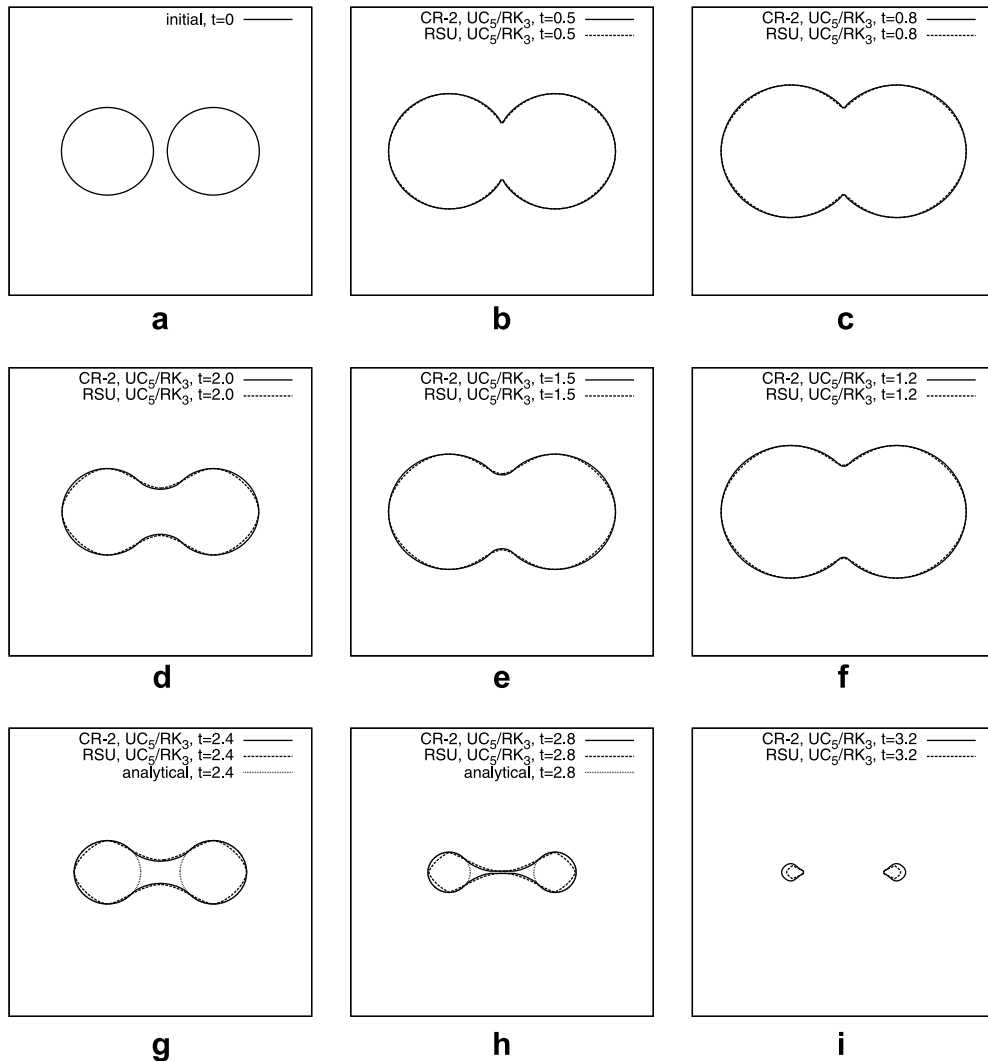 initial, t=0
a
CR-2, UC5/RK3, t=0.5
RSU, UC5/RK3, t=0.5
b
CR-2, UC5/RK3, t=0.8
RSU, UC5/RK3, t=0.8
c
CR-2, UC5/RK3, t=2.0
RSU, UC5/RK3, t=2.0
d
CR-2, UC5/RK3, t=1.5
RSU, UC5/RK3, t=1.5
e
CR-2, UC5/RK3, t=1.2
RSU, UC5/RK3, t=1.2
f
CR-2, UC5/RK3, t=2.4
RSU, UC5/RK3, t=2.4
analytical, t=2.4
g
CR-2, UC5/RK3, t=2.8
RSU, UC5/RK3, t=2.8
analytical, t=2.8
h
CR-2, UC5/RK3, t=3.2
RSU, UC5/RK3, t=3.2
i